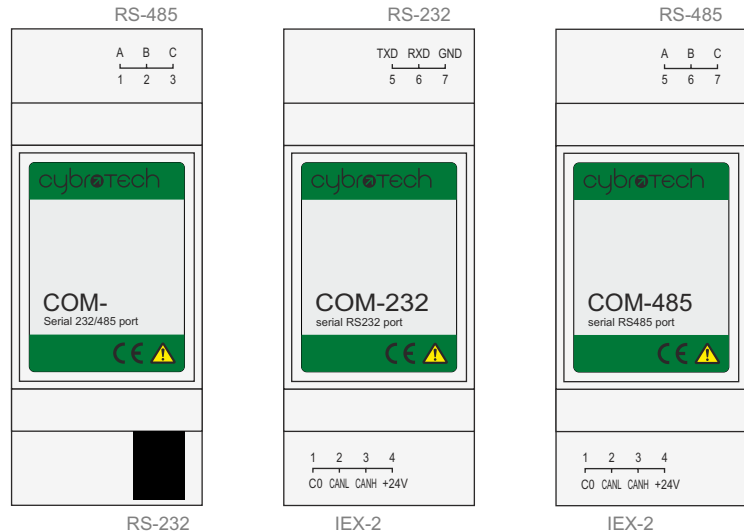 RS-485
A B C
1 2 3
cybrotech
COM-
Serial 232/485 port
CE
RS-232
RS-232
TXD RXD GND
5 6 7
cybrotech
COM-232
serial RS232 port
CE
1 2 3 4
C0 CANL CANH +24V
IEX-2
RS-485
A B C
5 6 7
cybrotech
COM-485
serial RS485 port
CE
1 2 3 4
C0 CANL CANH +24V
IEX-2